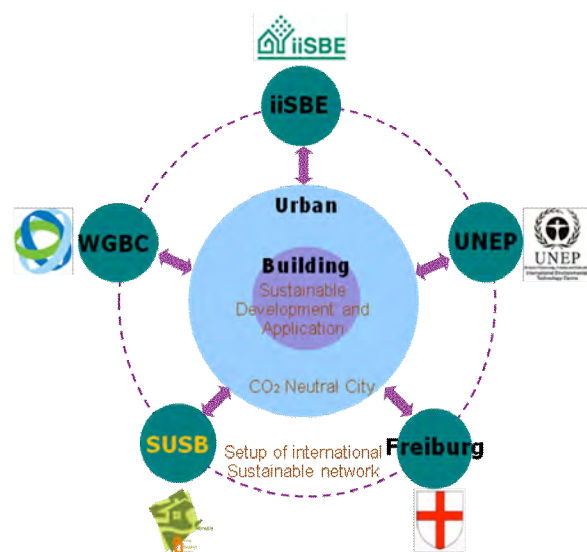 iiSBE
iiSBE
Urban
WGBC
UNEP
UNEP
Building
Sustainable
Development and
Application
CO₂ Neutral City
SUSB
Setup of international
Sustainable network
Freiburg